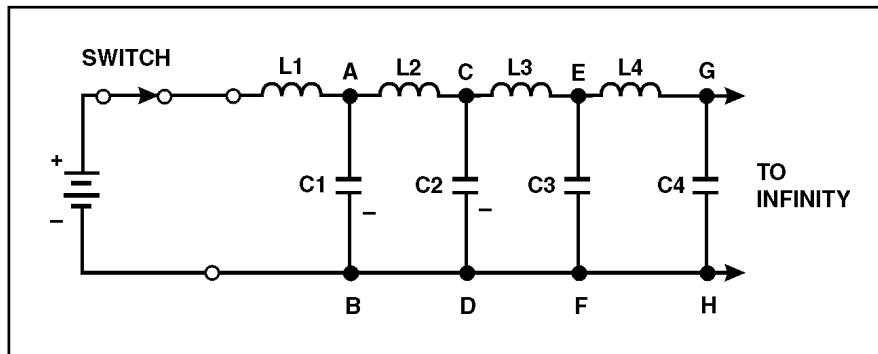 SWITCH
L1 A L2 C L3 E L4 G
+
−
C1 C2 C3 C4
− −
TO
INFINITY
B D F H